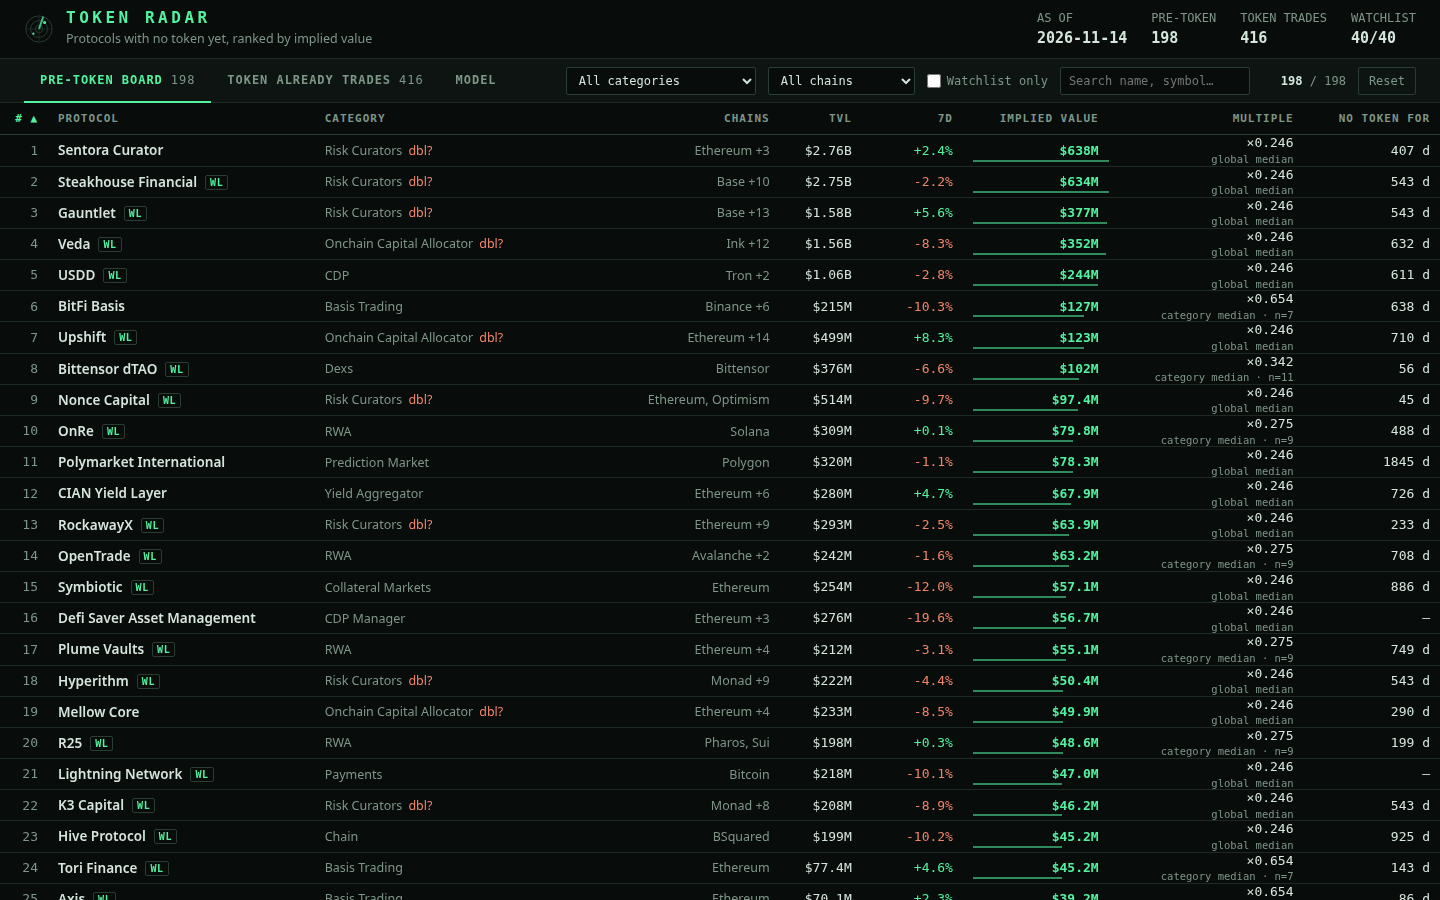 TOKEN RADAR
Protocols with no token yet, ranked by implied value
AS OF PRE-TOKEN TOKEN TRADES WATCHLIST
2026-11-14 198 416 40/40
PRE-TOKEN BOARD 198 TOKEN ALREADY TRADES 416 MODEL All categories All chains Watchlist only Search name, symbol… 198 / 198 Reset
# ▲ PROTOCOL CATEGORY CHAINS TVL 7D IMPLIED VALUE MULTIPLE NO TOKEN FOR
1 Sentora Curator Risk Curators dbl? Ethereum +3 $2.76B +2.4% $638M ×0.246 407 d
global median
2 Steakhouse Financial WL Risk Curators dbl? Base +10 $2.75B -2.2% $634M ×0.246 543 d
global median
3 Gauntlet WL Risk Curators dbl? Base +13 $1.58B +5.6% $377M ×0.246 543 d
global median
4 Veda WL Onchain Capital Allocator dbl? Ink +12 $1.56B -8.3% $352M ×0.246 632 d
global median
5 USDD WL CDP Tron +2 $1.06B -2.8% $244M ×0.246 611 d
global median
6 BitFi Basis Basis Trading Binance +6 $215M -10.3% $127M ×0.654 638 d
category median · n=7
7 Upshift WL Onchain Capital Allocator dbl? Ethereum +14 $499M +8.3% $123M ×0.246 710 d
global median
8 Bittensor dTAO WL Dexs Bittensor $376M -6.6% $102M ×0.342 56 d
category median · n=11
9 Nonce Capital WL Risk Curators dbl? Ethereum, Optimism $514M -9.7% $97.4M ×0.246 45 d
global median
10 OnRe WL RWA Solana $309M +0.1% $79.8M ×0.275 488 d
category median · n=9
11 Polymarket International Prediction Market Polygon $320M -1.1% $78.3M ×0.246 1845 d
global median
12 CIAN Yield Layer Yield Aggregator Ethereum +6 $280M +4.7% $67.9M ×0.246 726 d
global median
13 RockawayX WL Risk Curators dbl? Ethereum +9 $293M -2.5% $63.9M ×0.246 233 d
global median
14 OpenTrade WL RWA Avalanche +2 $242M -1.6% $63.2M ×0.275 708 d
category median · n=9
15 Symbiotic WL Collateral Markets Ethereum $254M -12.0% $57.1M ×0.246 886 d
global median
16 Defi Saver Asset Management CDP Manager Ethereum +3 $276M -19.6% $56.7M ×0.246 —
global median
17 Plume Vaults WL RWA Ethereum +4 $212M -3.1% $55.1M ×0.275 749 d
category median · n=9
18 Hyperithm WL Risk Curators dbl? Monad +9 $222M -4.4% $50.4M ×0.246 543 d
global median
19 Mellow Core Onchain Capital Allocator dbl? Ethereum +4 $233M -8.5% $49.9M ×0.246 290 d
global median
20 R25 WL RWA Pharos, Sui $198M +0.3% $48.6M ×0.275 199 d
category median · n=9
21 Lightning Network WL Payments Bitcoin $218M -10.1% $47.0M ×0.246 —
global median
22 K3 Capital WL Risk Curators dbl? Monad +8 $208M -8.9% $46.2M ×0.246 543 d
global median
23 Hive Protocol WL Chain BSquared $199M -10.2% $45.2M ×0.246 925 d
global median
24 Tori Finance WL Basis Trading Ethereum $77.4M +4.6% $45.2M ×0.654 143 d
category median · n=7
25 Axis WL Basis Trading Ethereum $70.1M +2.3% $39.2M ×0.654 86 d